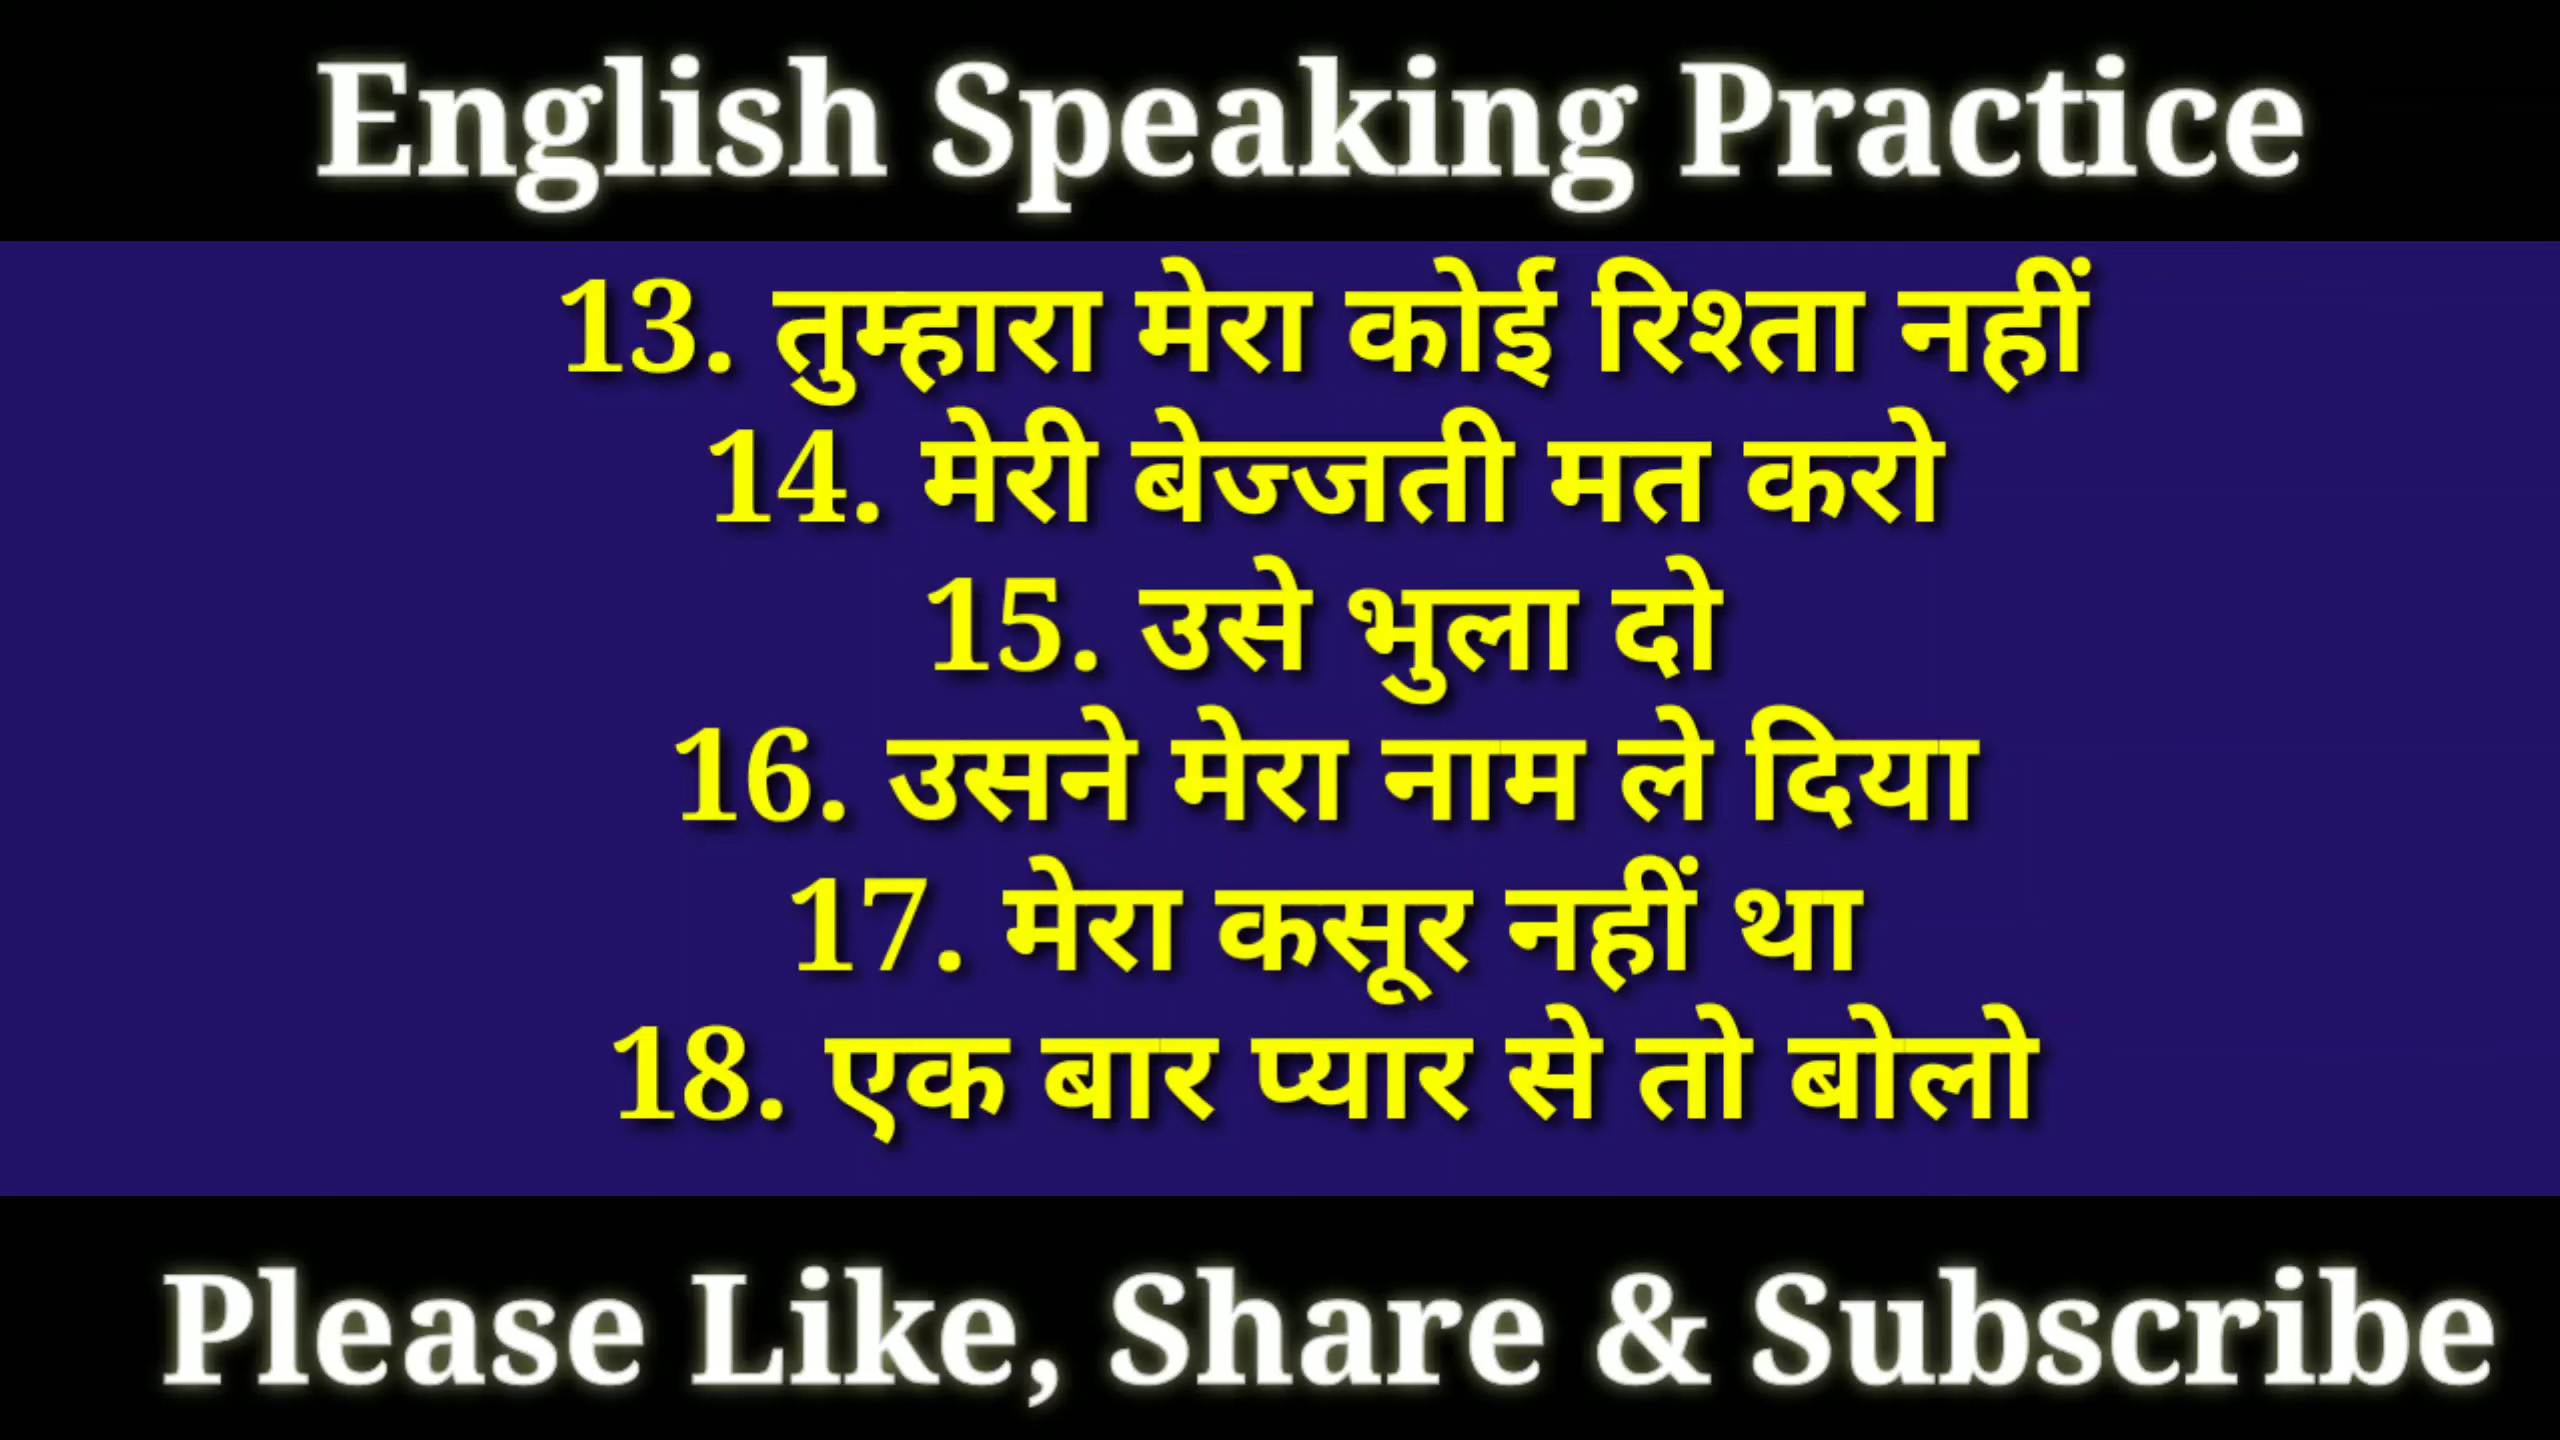 English Speaking Practice
13. तुम्हारा मेरा कोई रिश्ता नहीं
14. मेरी बेज्जती मत करो
15. उसे भुला दो
16. उसने मेरा नाम ले दिया
17. मेरा कसूर नहीं था
18. एक बार प्यार से तो बोलो
Please Like, Share & Subscribe